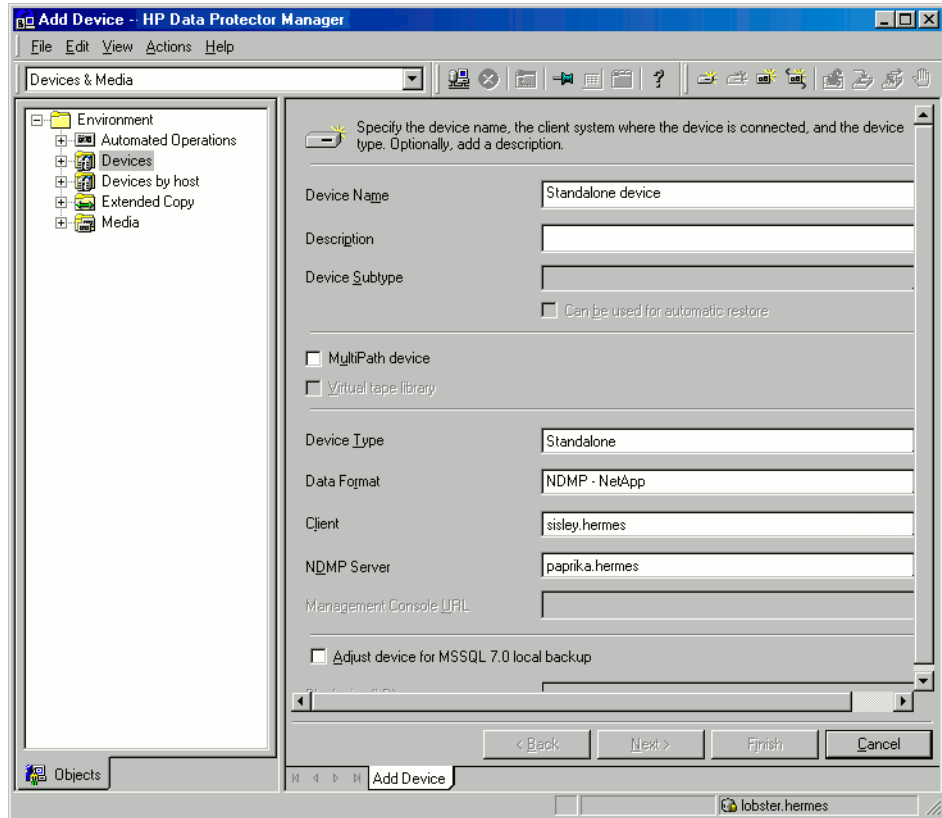 Add Device -- HP Data Protector Manager
File Edit View Actions Help
Devices & Media
Environment
Automated Operations
Devices
Devices by host
Extended Copy
Media
Objects
Specify the device name, the client system where the device is connected, and the device
type. Optionally, add a description.
Device Name
Standalone device
Description
Device Subtype
Can be used for automatic restore
MultiPath device
Virtual tape library
Device Type
Standalone
Data Format
NDMP - NetApp
Client
sisley.hermes
NDMP Server
paprika.hermes
Management Console URL
Adjust device for MSSQL 7.0 local backup
< Back
Next >
Finish
Cancel
Add Device
lobster.hermes